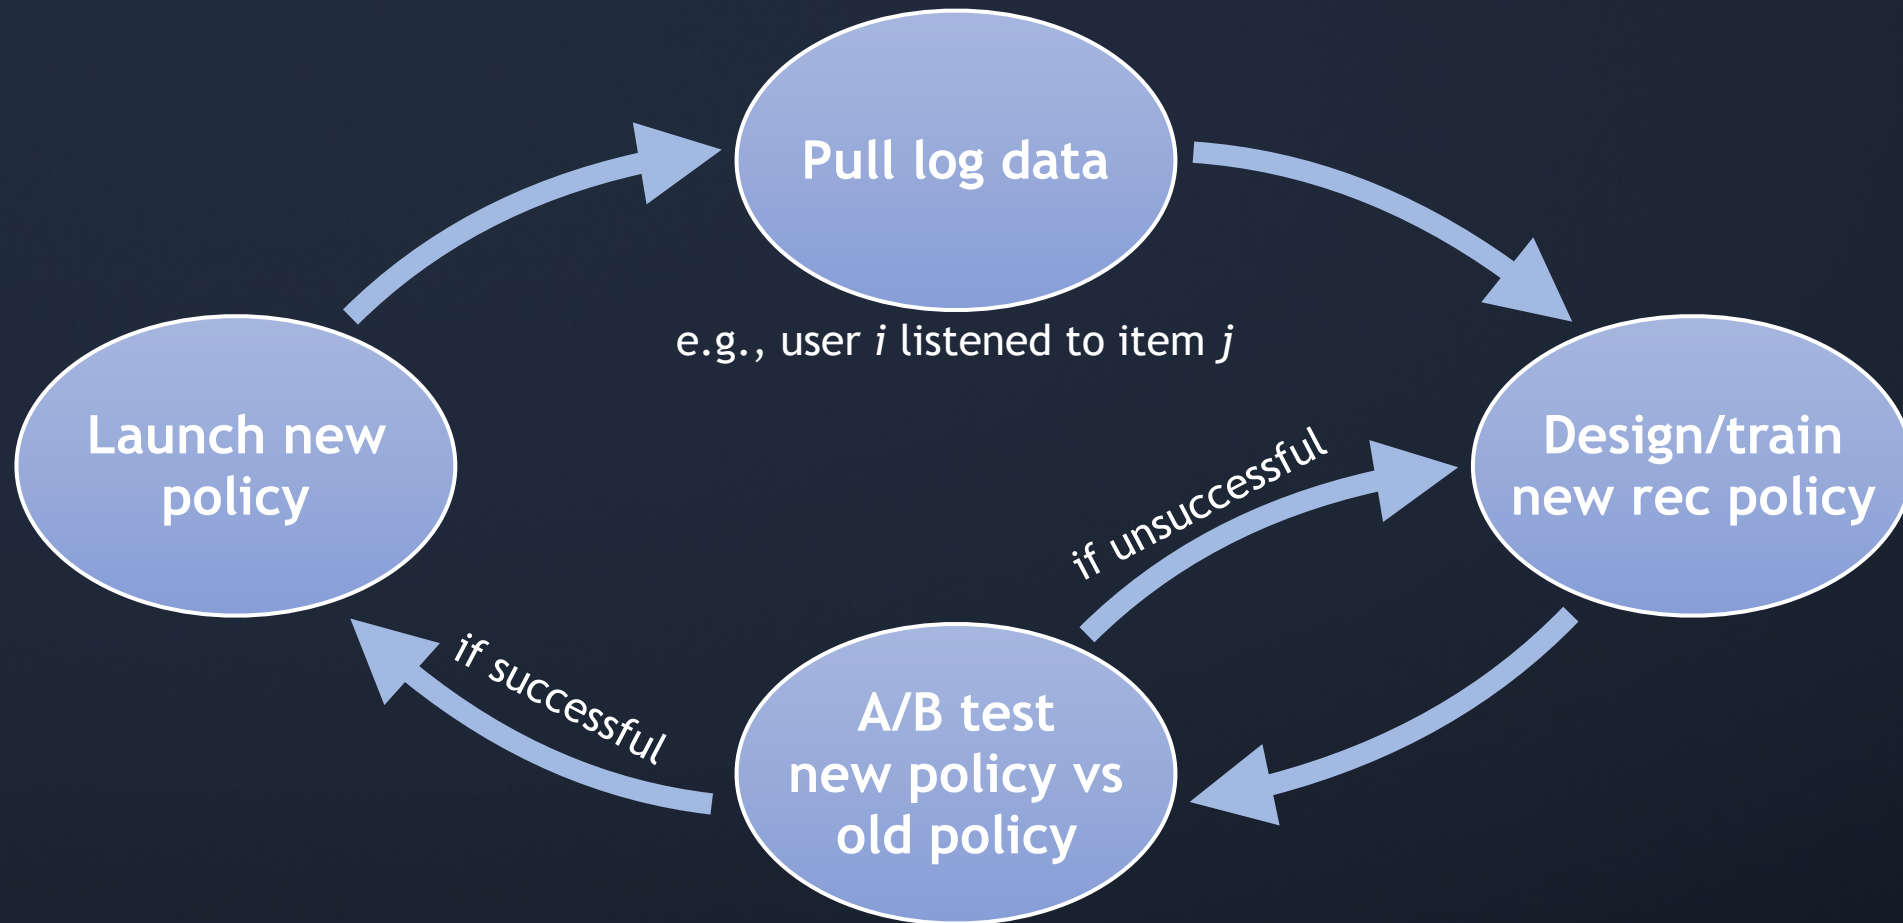 Pull log data
e.g., user i listened to item j
Launch new
policy
Design/train
new rec policy
if unsuccessful
if successful
A/B test
new policy vs
old policy